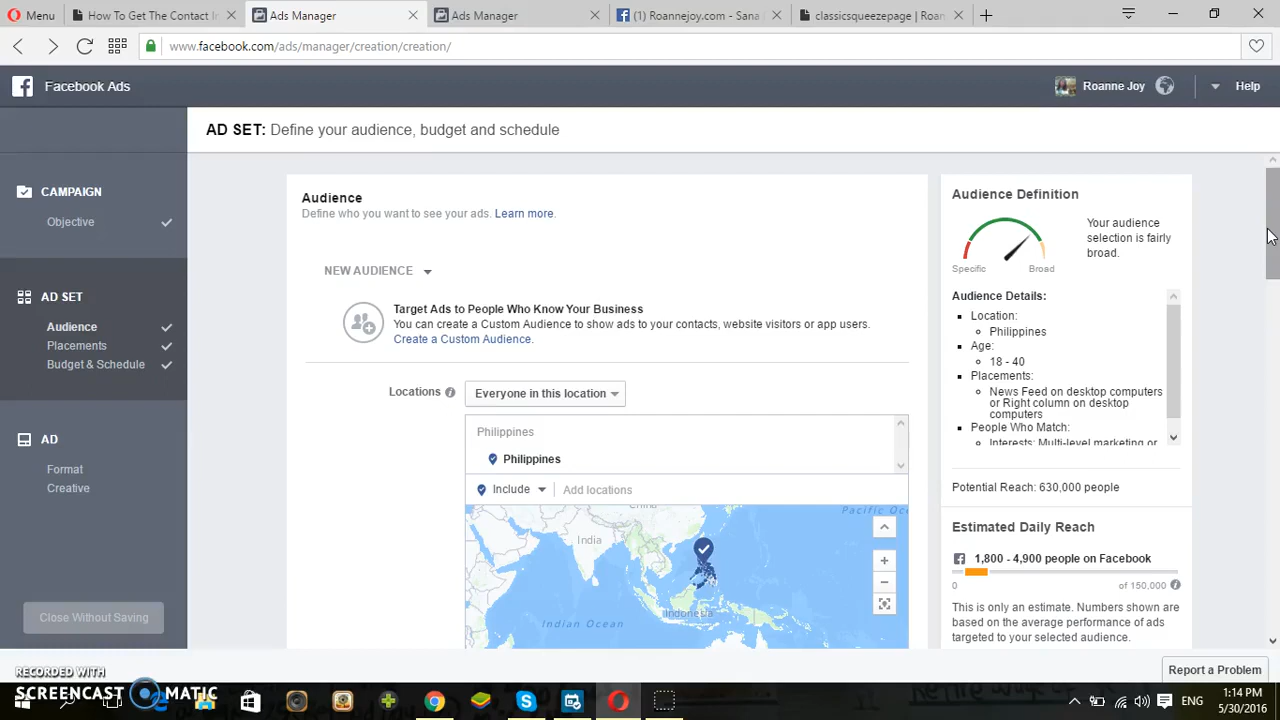 Menu
How To Get The Contact In
Ads Manager
Ads Manager
(7) Roannejoy.com - Sana
classicsqueezepage | Roan
www.facebook.com/ads/manager/creation/creation/
Facebook Ads
Roanne Joy
Help
AD SET: Define your audience, budget and schedule
CAMPAIGN
Objective
AD SET
Audience
Placements
Budget & Schedule
AD
Format
Creative
Close Without Saving
Audience
Define who you want to see your ads. Learn more.
NEW AUDIENCE
Target Ads to People Who Know Your Business
You can create a Custom Audience to show ads to your contacts, website visitors or app users.
Create a Custom Audience.
Locations
Everyone in this location
Philippines
Philippines
Include
Add locations
China
India
Pacific Oc
Indonesia
Indian Ocean
Audience Definition
Specific
Broad
Your audience
selection is fairly
broad.
Audience Details:
Location:
Philippines
Age:
18 - 40
Placements:
News Feed on desktop computers
or Right column on desktop
computers
People Who Match:
Interests: Multi-level marketing or
Potential Reach: 630,000 people
Estimated Daily Reach
1,800 - 4,900 people on Facebook
0
of 150,000
This is only an estimate. Numbers shown are
based on the average performance of ads
targeted to your selected audience.
Report a Problem
RECORDED WITH
SCREENCAST MATIC
ENG
1:14 PM
5/30/2016